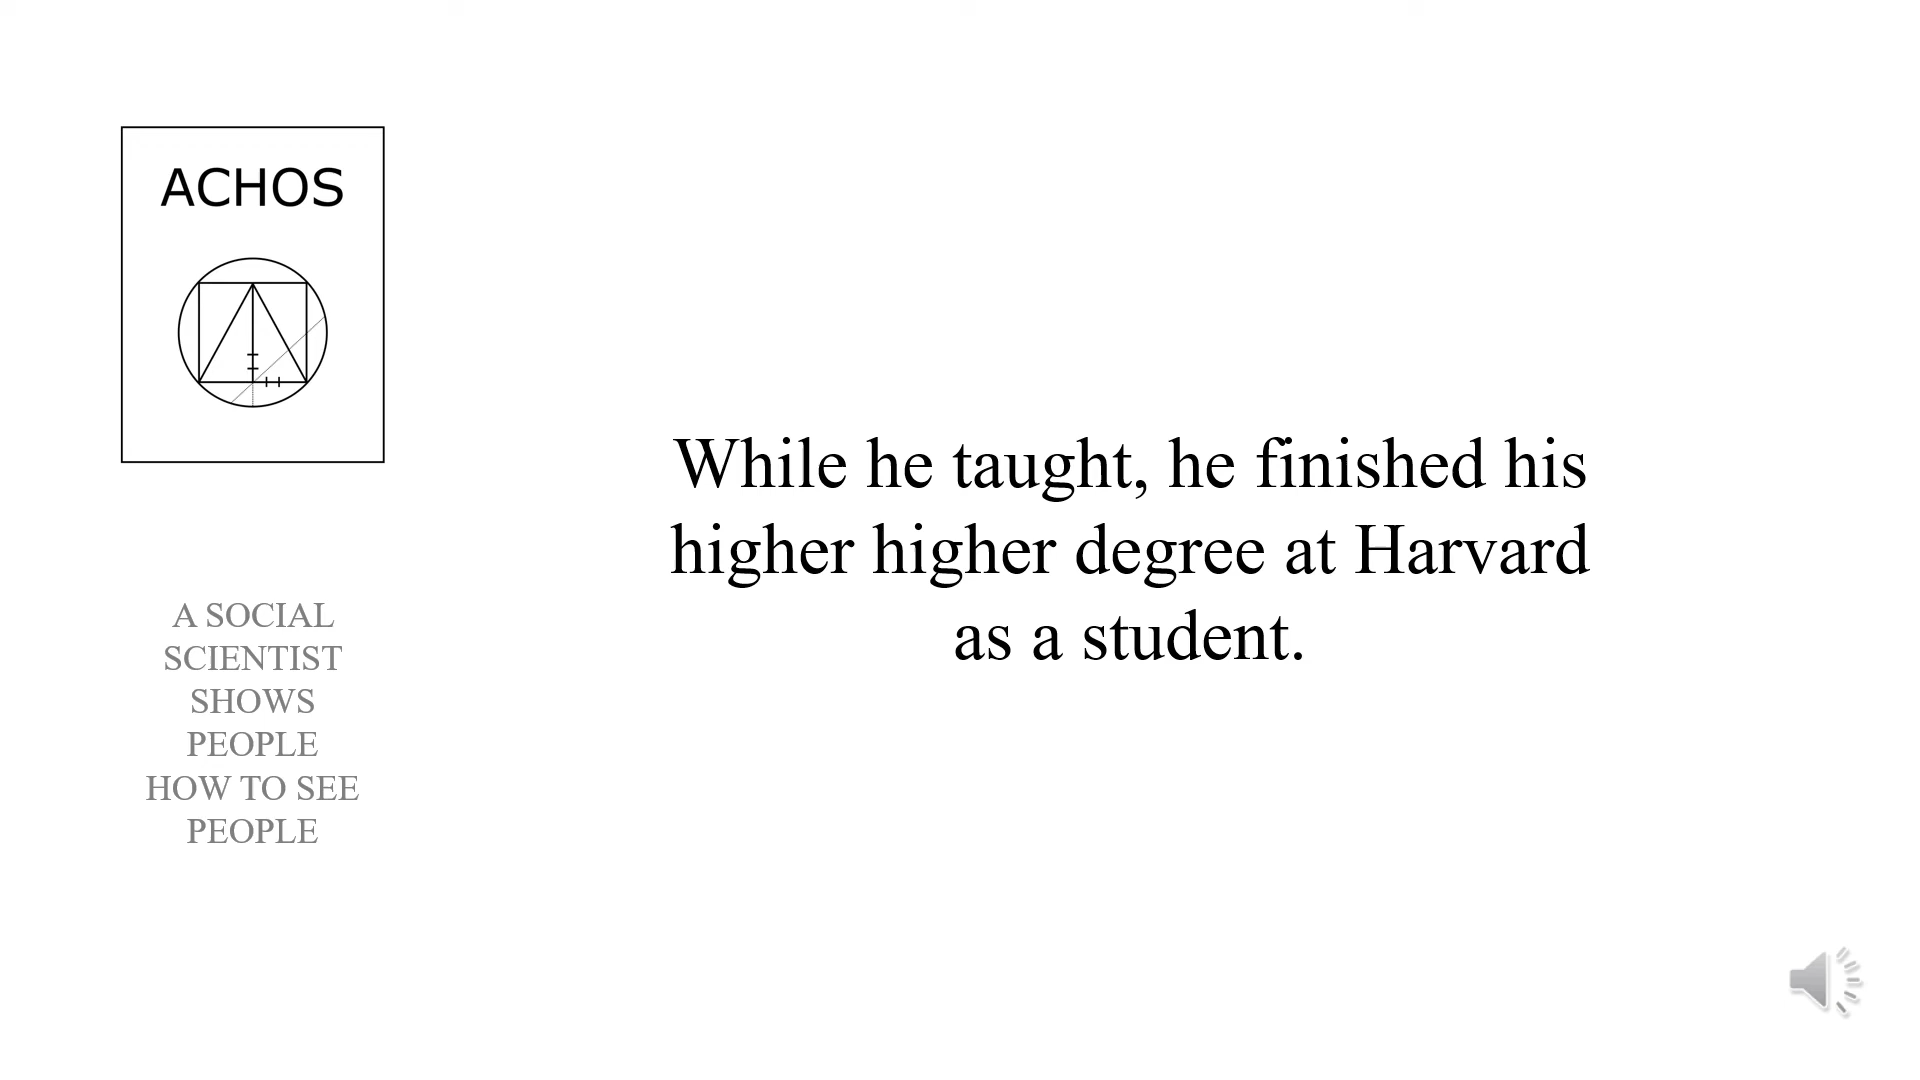 ACHOS
A SOCIAL
SCIENTIST
SHOWS
PEOPLE
HOW TO SEE
PEOPLE
While he taught, he finished his
higher higher degree at Harvard
as a student.